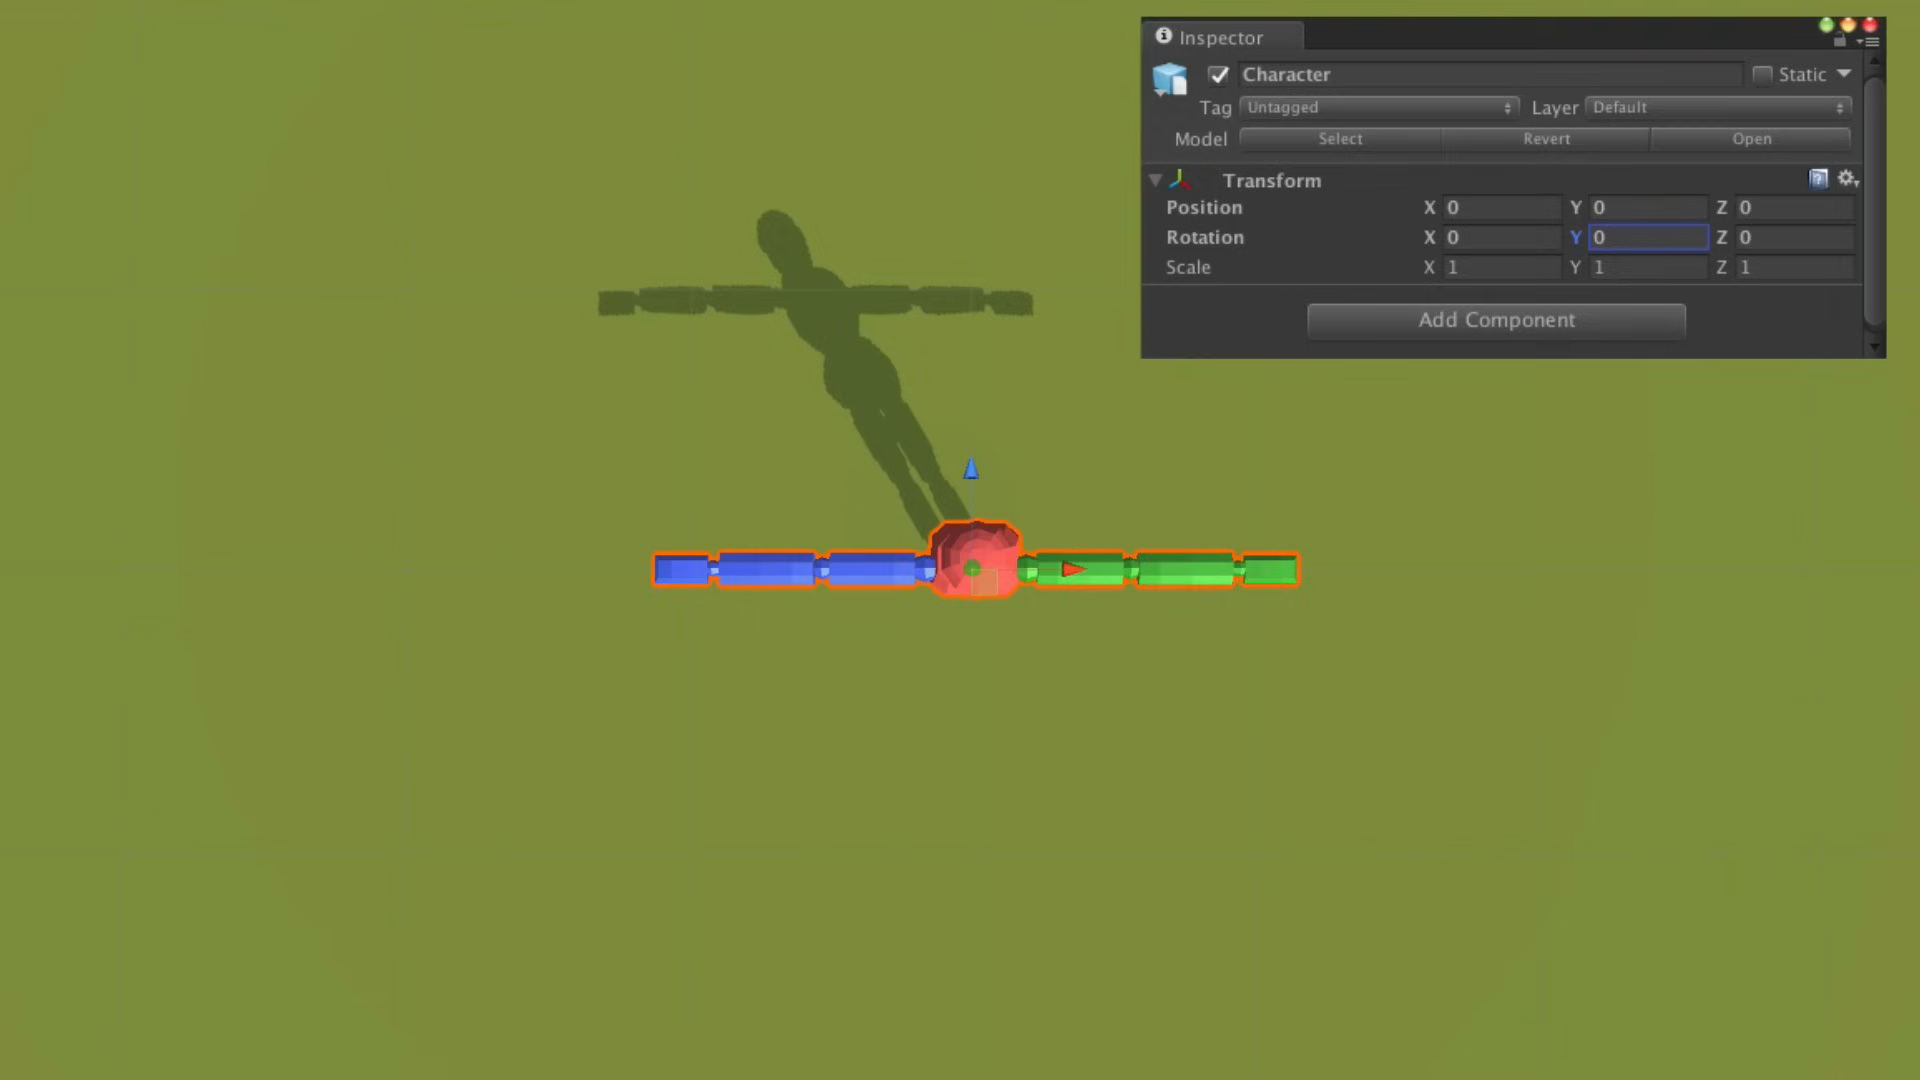 Inspector
Character Static
Tag Untagged Layer Default
Model Select Revert Open
Transform
Position X 0 Y 0 Z 0
Rotation X 0 Y 0 Z 0
Scale X 1 Y 1 Z 1
Add Component